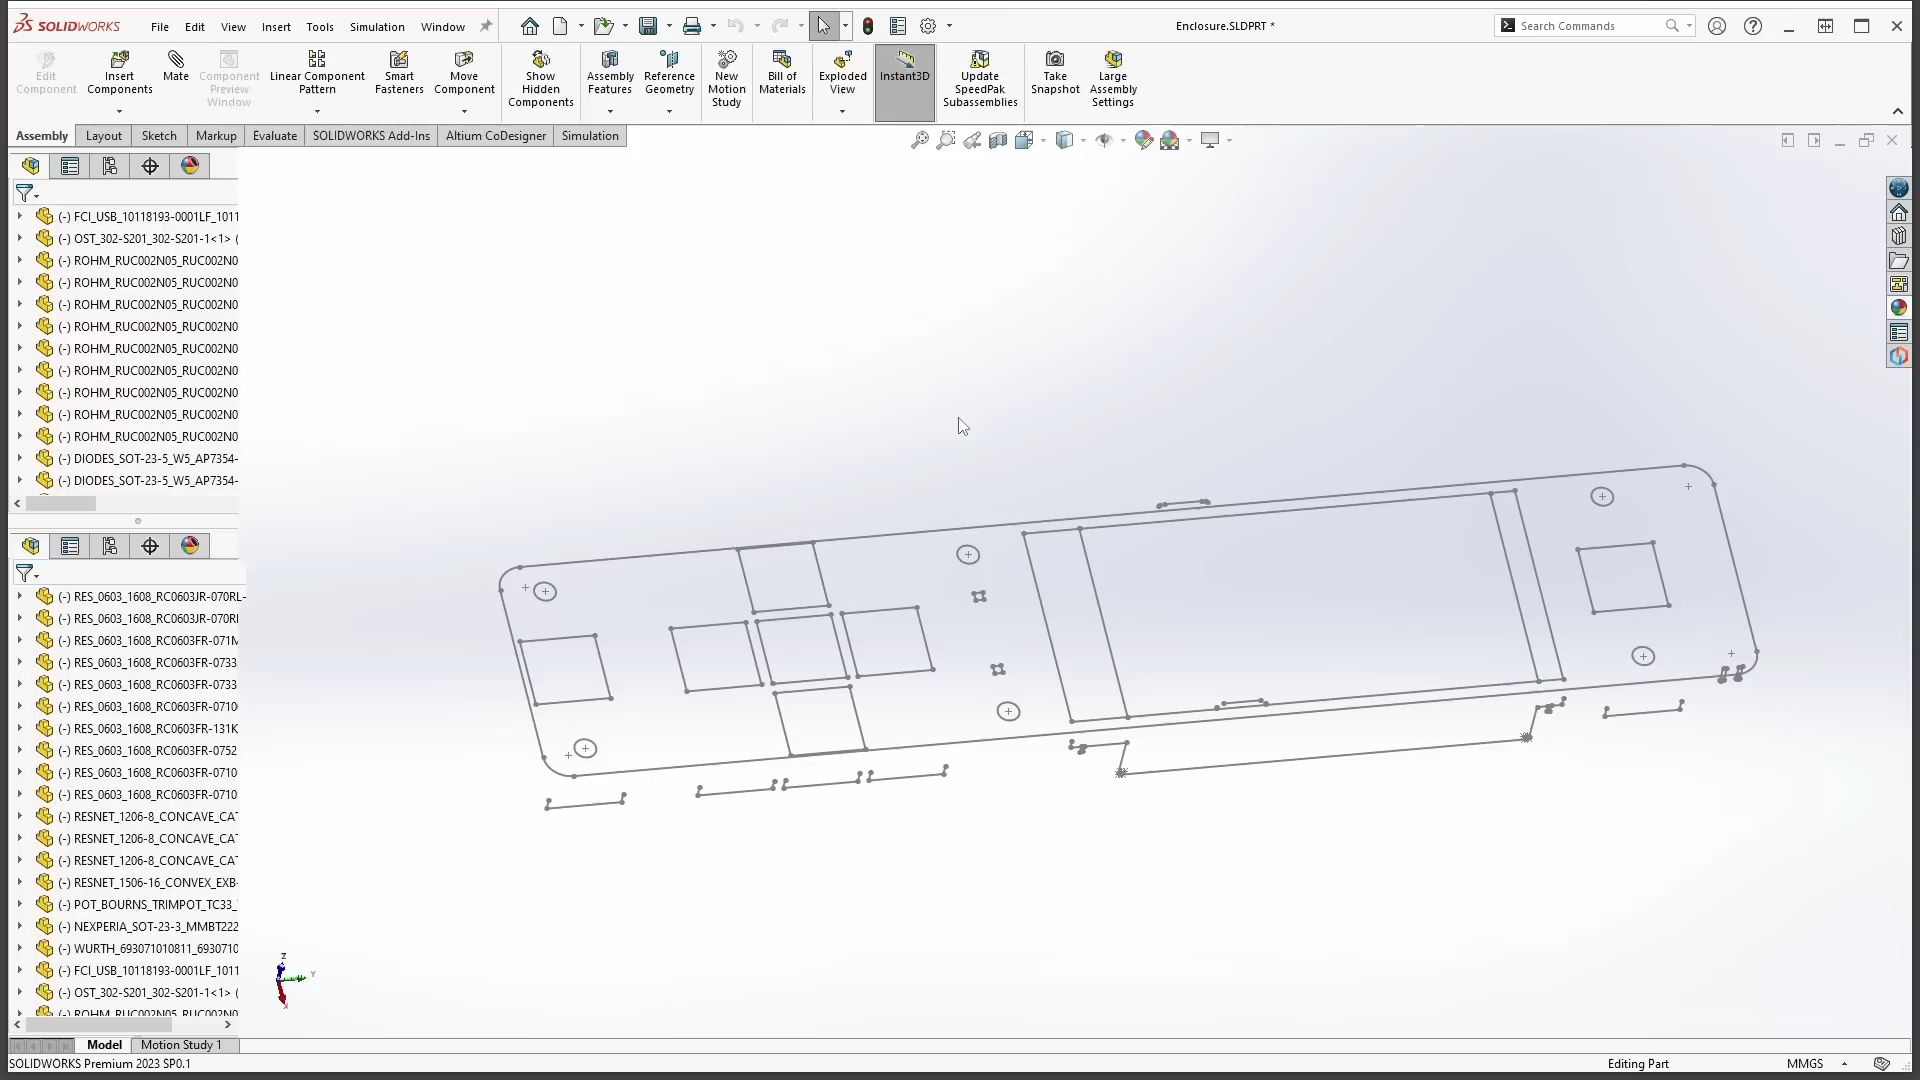 SOLIDWORKS
File Edit View Insert Tools Simulation Window
Enclosure.SLDPRT *
Search Commands
Edit Component
Insert Components
Mate
Component Preview Window
Linear Component Pattern
Smart Fasteners
Move Component
Show Hidden Components
Assembly Features
Reference Geometry
New Motion Study
Bill of Materials
Exploded View
Instant3D
Update SpeedPak Subassemblies
Take Snapshot
Large Assembly Settings
Assembly Layout Sketch Markup Evaluate SOLIDWORKS Add-Ins Altium CoDesigner Simulation
(-) FCI_USB_10118193-0001LF_1011
(-) OST_302-S201_302-S201-1<1> (
(-) ROHM_RUC002N05_RUC002N0
(-) ROHM_RUC002N05_RUC002N0
(-) ROHM_RUC002N05_RUC002N0
(-) ROHM_RUC002N05_RUC002N0
(-) ROHM_RUC002N05_RUC002N0
(-) ROHM_RUC002N05_RUC002N0
(-) ROHM_RUC002N05_RUC002N0
(-) ROHM_RUC002N05_RUC002N0
(-) ROHM_RUC002N05_RUC002N0
(-) DIODES_SOT-23-5_W5_AP7354-
(-) DIODES_SOT-23-5_W5_AP7354-
(-) RES_0603_1608_RC0603JR-070RL-
(-) RES_0603_1608_RC0603JR-070RL
(-) RES_0603_1608_RC0603FR-071M
(-) RES_0603_1608_RC0603FR-0733
(-) RES_0603_1608_RC0603FR-0733
(-) RES_0603_1608_RC0603FR-0710
(-) RES_0603_1608_RC0603FR-131K
(-) RES_0603_1608_RC0603FR-0752
(-) RES_0603_1608_RC0603FR-0710
(-) RES_0603_1608_RC0603FR-0710
(-) RESNET_1206-8_CONCAVE_CAT
(-) RESNET_1206-8_CONCAVE_CAT
(-) RESNET_1206-8_CONCAVE_CAT
(-) RESNET_1506-16_CONVEX_EXB-
(-) POT_BOURNS_TRIMPOT_TC33_
(-) NEXPERIA_SOT-23-3_MMBT222
(-) WURTH_693071010811_6930710
(-) FCI_USB_10118193-0001LF_1011
(-) OST_302-S201_302-S201-1<1> (
(-) ROHM_RUC002N05_RUC002N0
Z
Y
X
Model Motion Study 1
SOLIDWORKS Premium 2023 SP0.1
Editing Part
MMGS